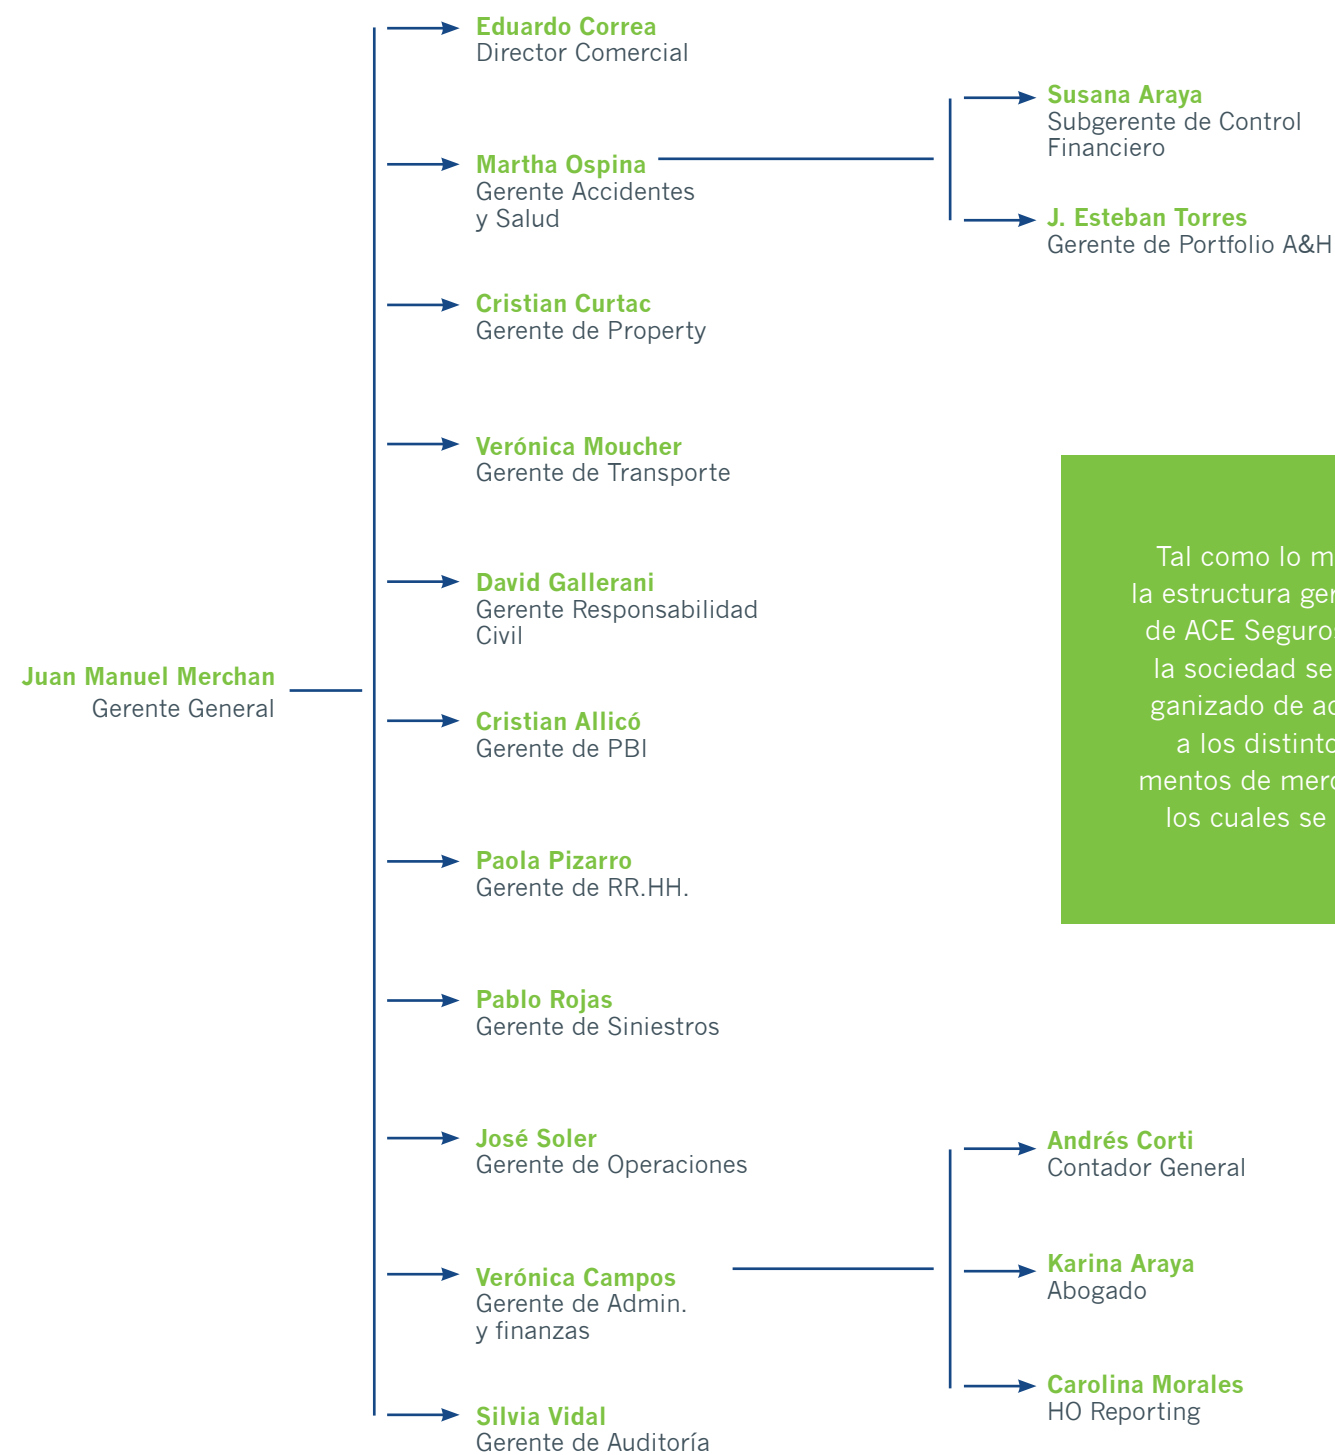 Eduardo Correa
Director Comercial
Susana Araya
Subgerente de Control
Financiero
Martha Ospina
Gerente Accidentes
y Salud
J. Esteban Torres
Gerente de Portfolio A&H
Cristian Curtac
Gerente de Property
Verónica Moucher
Gerente de Transporte
David Gallerani
Gerente Responsabilidad
Civil
Juan Manuel Merchan
Gerente General
Cristian Allicó
Gerente de PBI
Paola Pizarro
Gerente de RR.HH.
Pablo Rojas
Gerente de Siniestros
José Soler
Gerente de Operaciones
Verónica Campos
Gerente de Admin.
y finanzas
Silvia Vidal
Gerente de Auditoría
Andrés Corti
Contador General
Karina Araya
Abogado
Carolina Morales
HO Reporting
Tal como lo
la estructura
de ACE
la sociedad se
ganizado de
a los
mentos de
los cuales se